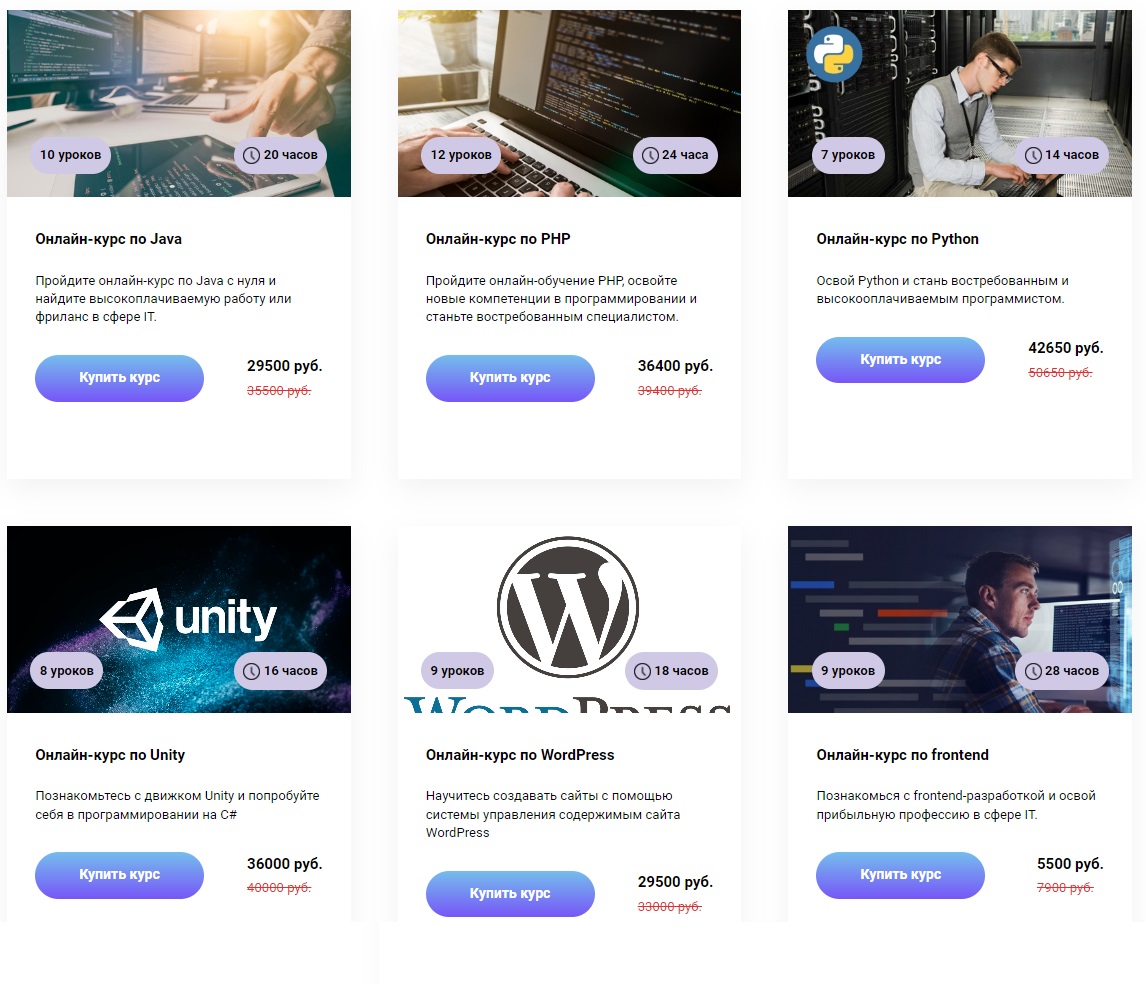 10 уроков
20 часов
Онлайн-курс по Java
Пройдите онлайн-курс по Java с нуля и
найдите высокоплачиваемую работу или
фриланс в сфере IT.
Купить курс
29500 руб.
35500 руб.
12 уроков
24 часа
Онлайн-курс по PHP
Пройдите онлайн-обучение PHP, освойте
новые компетенции в программировании и
станьте востребованным специалистом.
Купить курс
36400 руб.
39400 руб.
7 уроков
14 часов
Онлайн-курс по Python
Освой Python и стань востребованным и
высокооплачиваемым программистом.
Купить курс
42650 руб.
50650 руб.
unity
8 уроков
16 часов
Онлайн-курс по Unity
Познакомьтесь с движком Unity и попробуйте
себя в программировании на C#
Купить курс
36000 руб.
40000 руб.
W
9 уроков
18 часов
WORDPRESS
Онлайн-курс по WordPress
Научитесь создавать сайты с помощью
системы управления содержимым сайта
WordPress
Купить курс
29500 руб.
33000 руб.
9 уроков
28 часов
Онлайн-курс по frontend
Познакомься с frontend-разработкой и освой
прибыльную профессию в сфере IT.
Купить курс
5500 руб.
7900 руб.